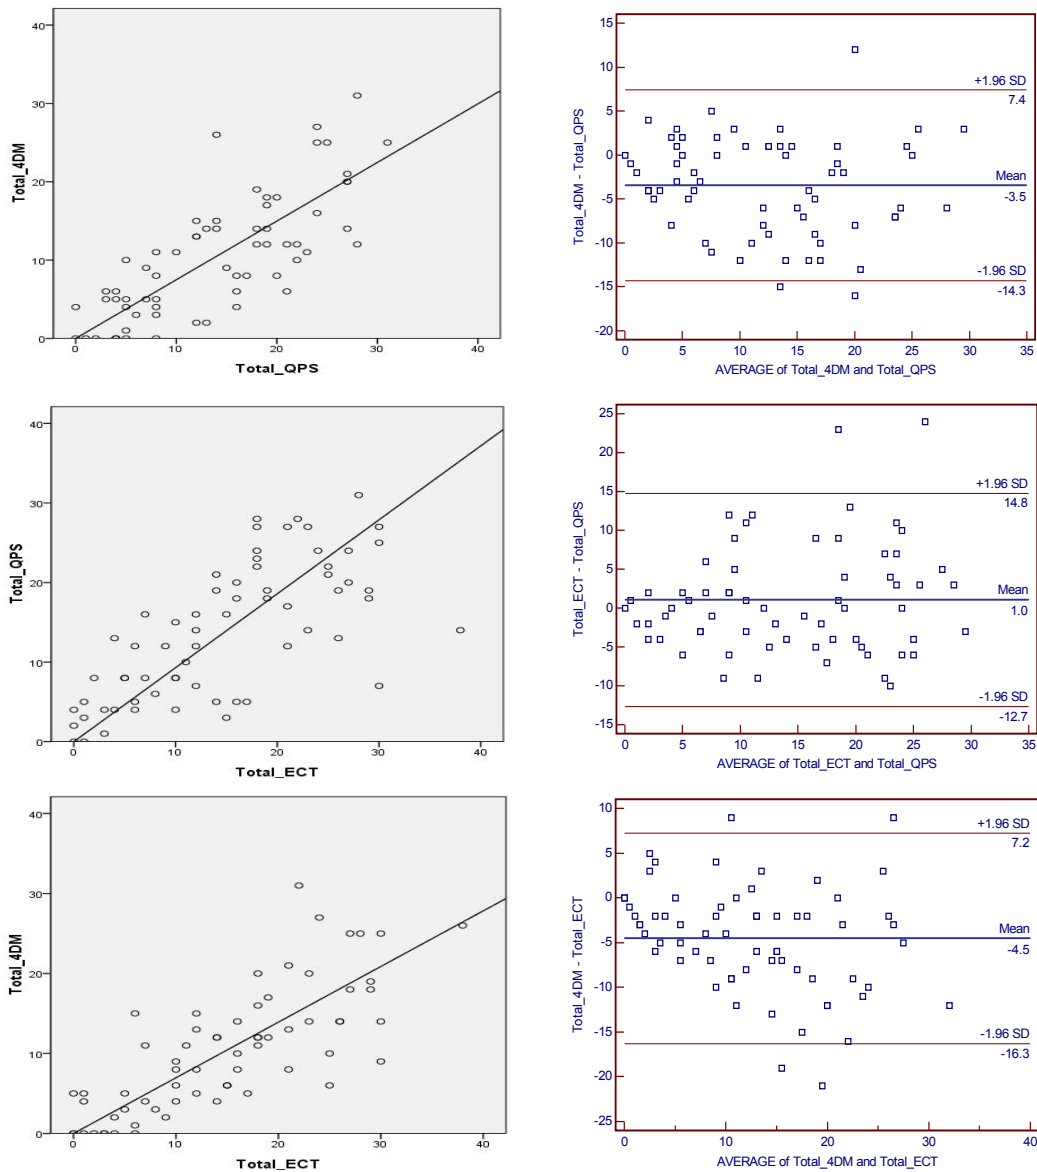 40
30
20
10
0
Total_4DM
0 10 20 30 40
Total_QPS
15
10
5
0
-5
-10
-15
-20
Total_4DM - Total_QPS
+1.96 SD
7.4
Mean
-3.5
-1.96 SD
-14.3
0 5 10 15 20 25 30 35
AVERAGE of Total_4DM and Total_QPS
40
30
20
10
0
Total_QPS
0 10 20 30 40
Total_ECT
25
20
15
10
5
0
-5
-10
-15
Total_ECT - Total_QPS
+1.96 SD
14.8
Mean
1.0
-1.96 SD
-12.7
0 5 10 15 20 25 30 35
AVERAGE of Total_ECT and Total_QPS
40
30
20
10
0
Total_4DM
0 10 20 30 40
Total_ECT
10
5
0
-5
-10
-15
-20
-25
Total_4DM - Total_ECT
+1.96 SD
7.2
Mean
-4.5
-1.96 SD
-16.3
0 10 20 30 40
AVERAGE of Total_4DM and Total_ECT